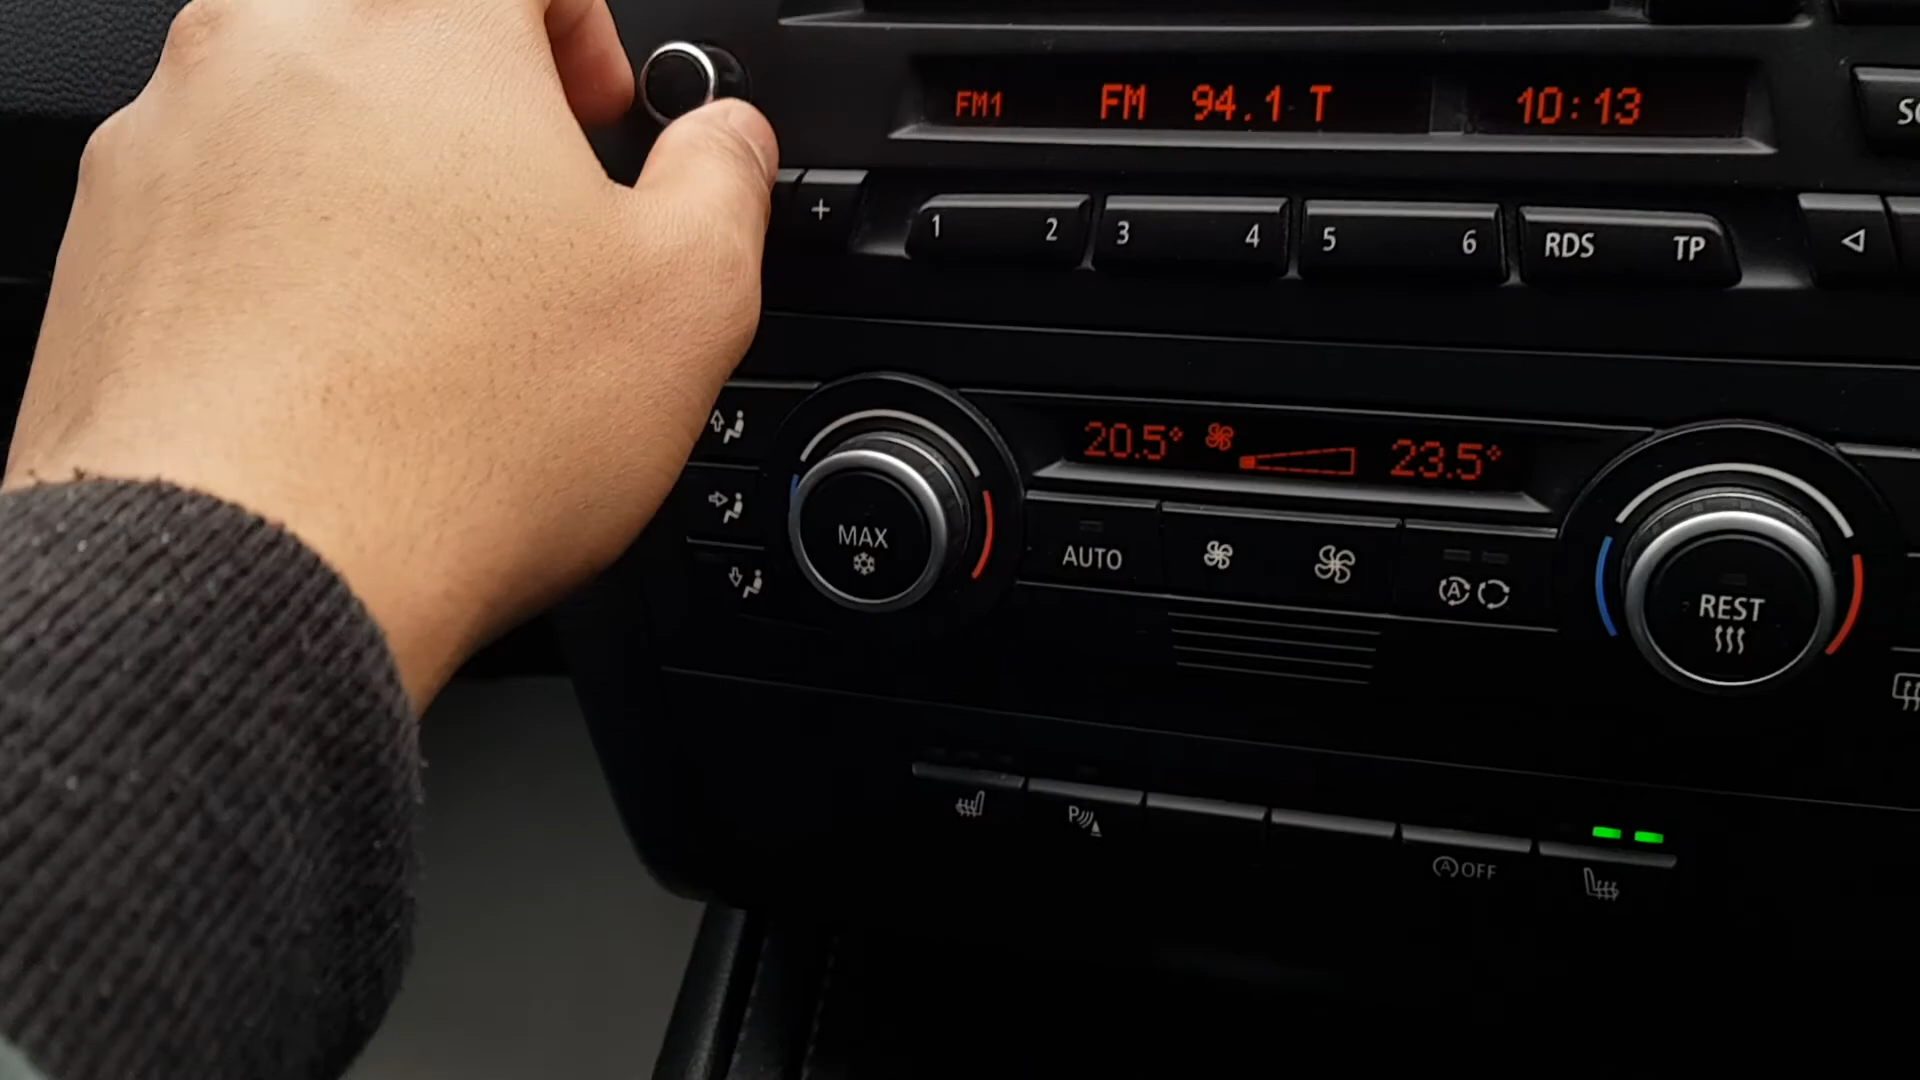 FM1 FM 94.1 T 10:13
+ 1 2 3 4 5 6 RDS TP
20.5° 23.5°
MAX AUTO A REST
P A OFF